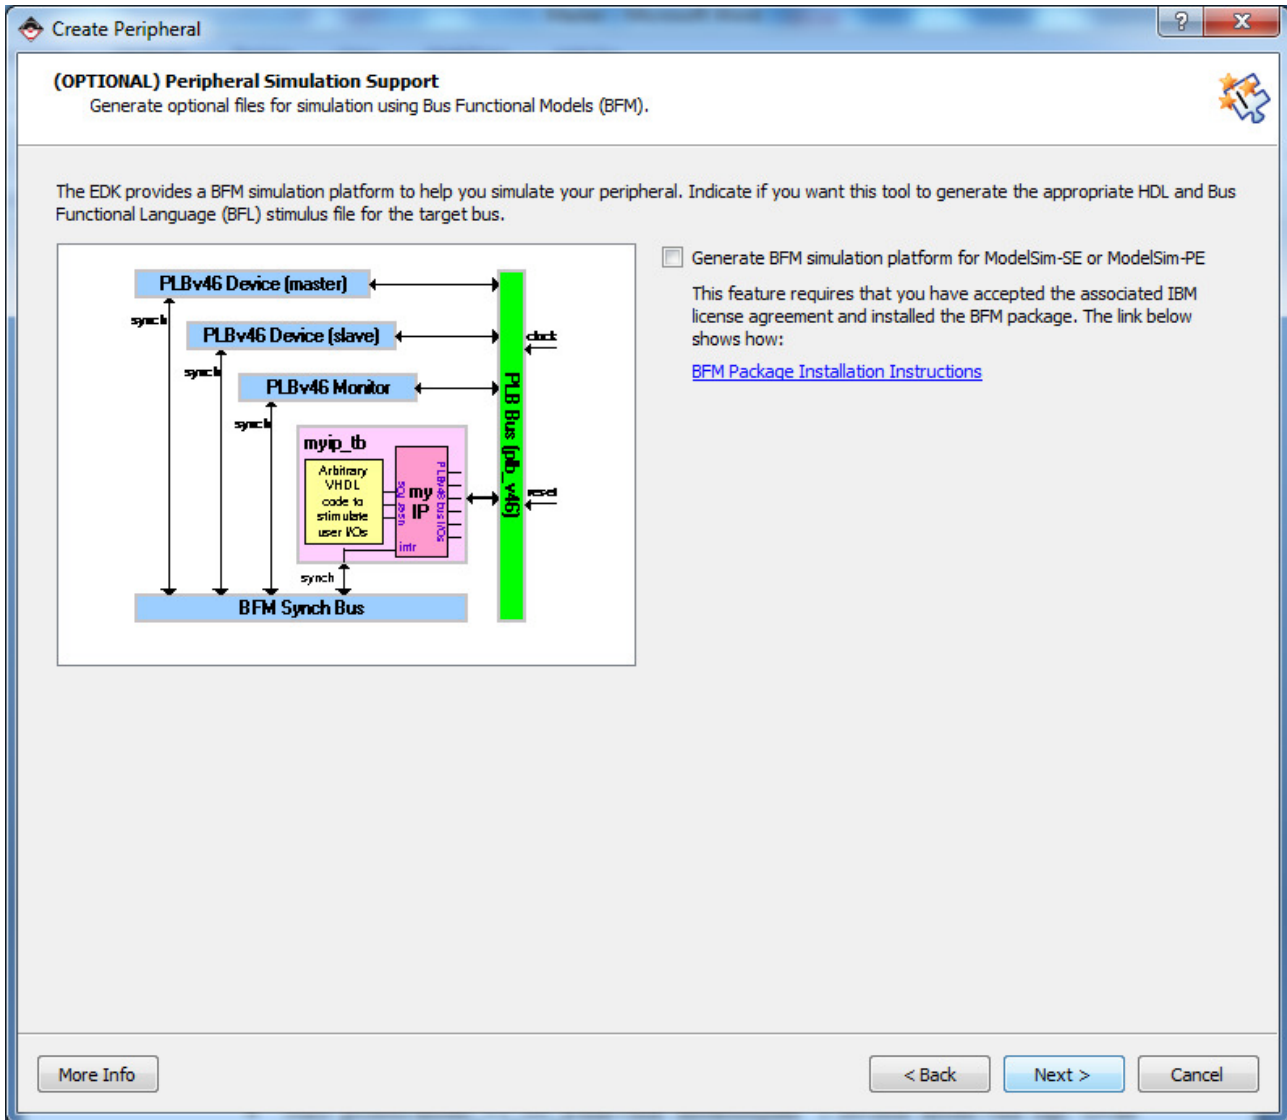 Create Peripheral
(OPTIONAL) Peripheral Simulation Support
Generate optional files for simulation using Bus Functional Models (BFM).
The EDK provides a BFM simulation platform to help you simulate your peripheral. Indicate if you want this tool to generate the appropriate HDL and Bus
Functional Language (BFL) stimulus file for the target bus.
PLBv46 Device (master)
synch
PLBv46 Device (slave)
clock
synch
PLBv46 Monitor
synch
PLB Bus (plb_v46)
myip_tb
Arbitrary
VHDL
code to
stimulate
user I/Os
user I/Os
my
IP
PLBv46 bus I/Os
intr
reset
synch
BFM Synch Bus
Generate BFM simulation platform for ModelSim-SE or ModelSim-PE
This feature requires that you have accepted the associated IBM
license agreement and installed the BFM package. The link below
shows how:
BFM Package Installation Instructions
More Info
< Back
Next >
Cancel